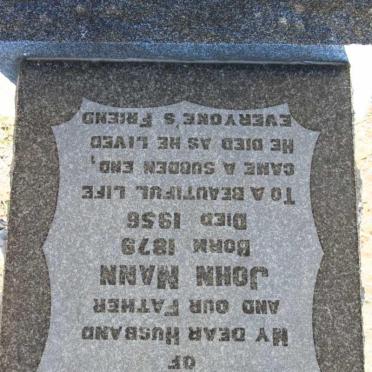 OF
MY DEAR HUSBAND
AND OUR FATHER
JOHN MANN
BORN 1879
DIED 1956
TO A BEAUTIFUL LIFE
CAME A SUDDEN END,
HE DIED AS HE LIVED
EVERYONE'S FRIEND